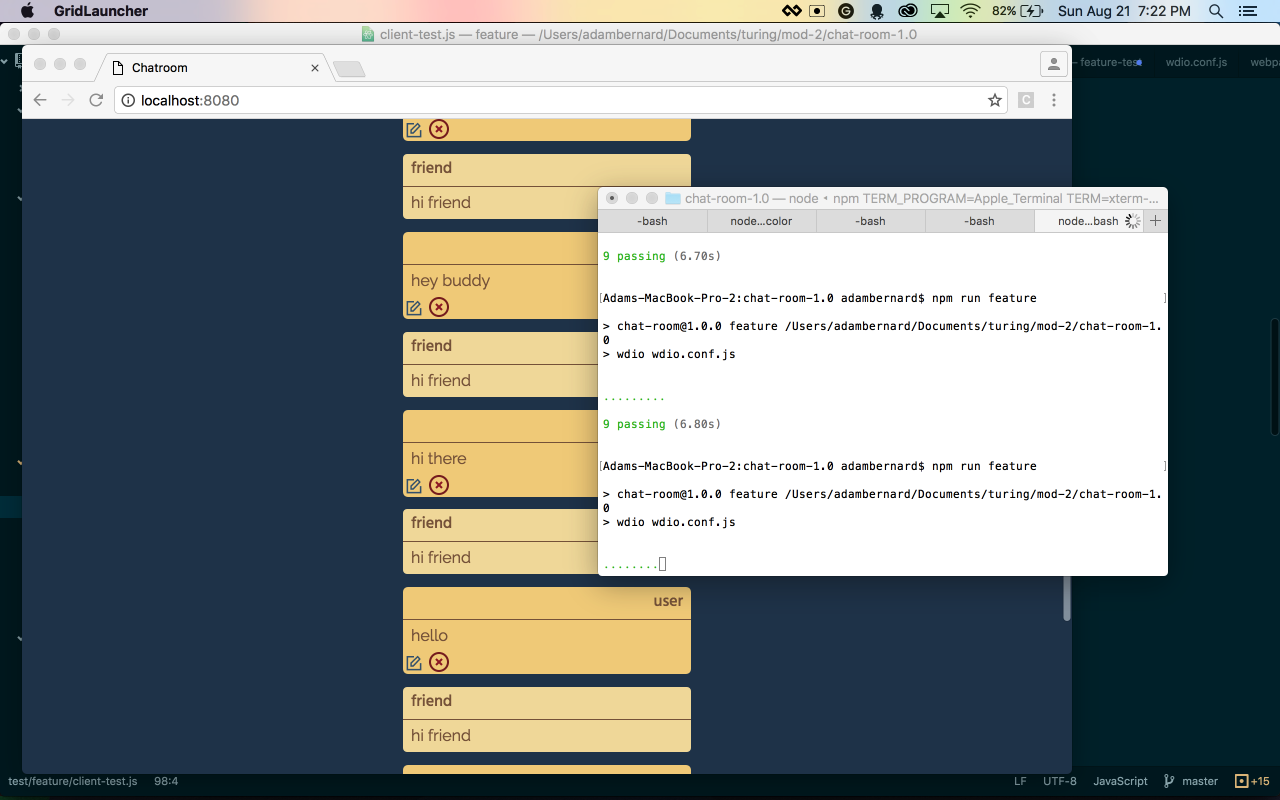 GridLauncher
82%
Sun Aug 21 7:22 PM
client-test.js — feature — /Users/adambernard/Documents/turing/mod-2/chat-room-1.0
Chatroom
feature-test
wdio.conf.js
localhost:8080
C
friend
hi friend
hey buddy
friend
hi friend
hi there
friend
hi friend
user
hello
friend
hi friend
chat-room-1.0 — node • npm TERM_PROGRAM=Apple_Terminal TERM=xterm-...
-bash
node...color
-bash
-bash
node...bash
9 passing (6.70s)
[Adams-MacBook-Pro-2:chat-room-1.0 adambernard$ npm run feature ]
> chat-room@1.0.0 feature /Users/adambernard/Documents/turing/mod-2/chat-room-1.
0
> wdio wdio.conf.js
.........
9 passing (6.80s)
[Adams-MacBook-Pro-2:chat-room-1.0 adambernard$ npm run feature ]
> chat-room@1.0.0 feature /Users/adambernard/Documents/turing/mod-2/chat-room-1.
0
> wdio wdio.conf.js
........
test/feature/client-test.js 98:4
LF UTF-8 JavaScript master +15